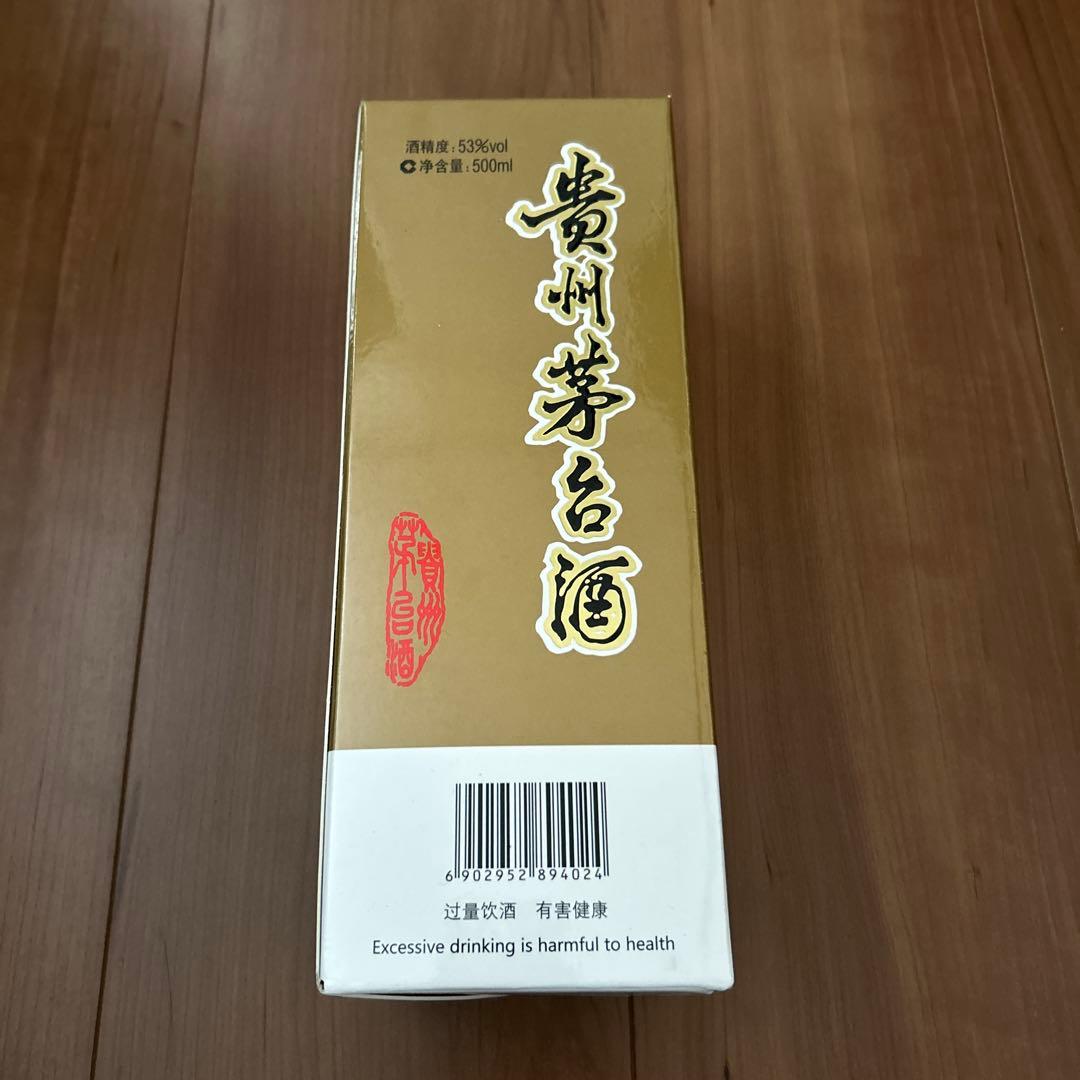 酒精度:53%vol
净含量:500ml
贵州茅台酒
貴州
茅台酒
6902952894024
过量饮酒 有害健康
Excessive drinking is harmful to health